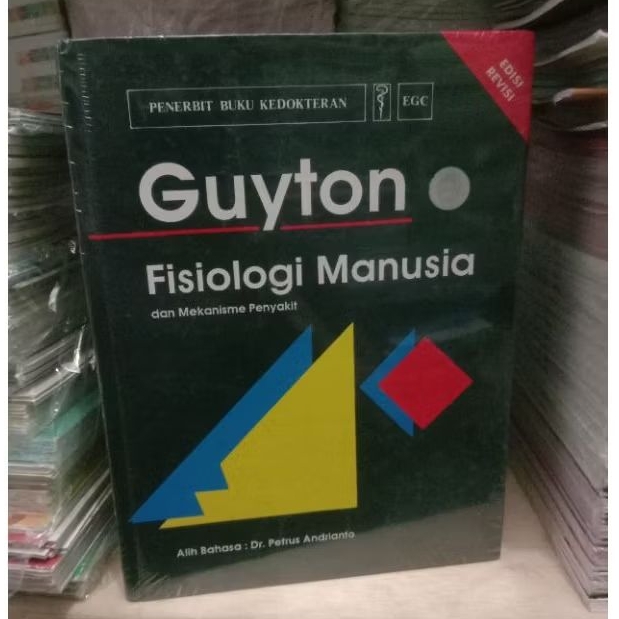 PENERBIT BUKU KEDOKTERAN
EGC
EDISI
REVISI
Guyton
Fisiologi Manusia
dan Mekanisme Penyakit
Alih Bahasa : Dr. Petrus Andrianto